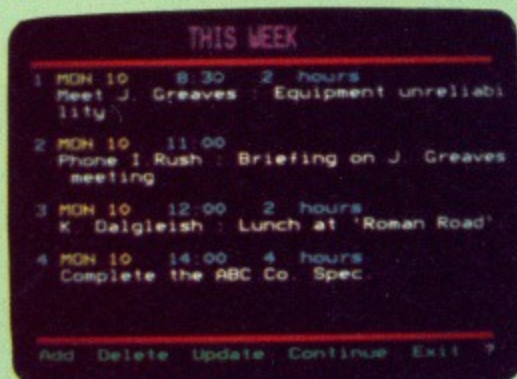 THIS WEEK
1 MON 10 8:30 2 hours
Meet J. Greaves : Equipment unreliabi
lity
2 MON 10 11:00
Phone I.Rush : Briefing on J. Greaves
meeting
3 MON 10 12:00 2 hours
K Dalgleish : Lunch at 'Roman Road'
4 MON 10 14:00 4 hours
Complete the ABC Co. Spec.
Add Delete Update Continue Exit ?